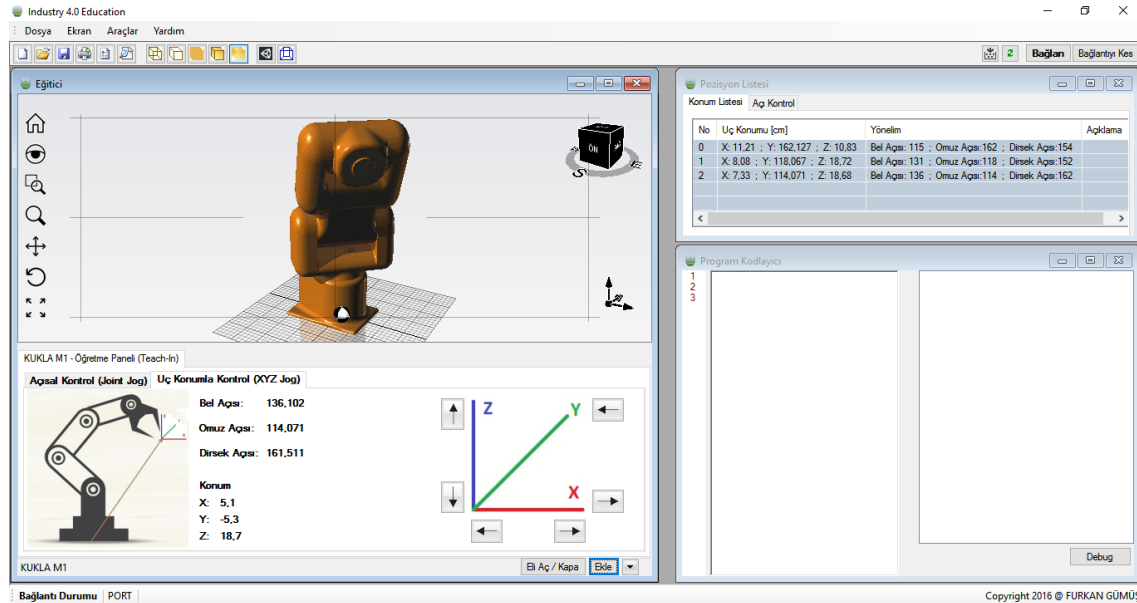 Industry 4.0 Education
Dosya Ekran Araçlar Yardım
Bağlan Bağlantıyı Kes
Eğitici
ÖN
S
E
KUKLA M1 - Öğretme Paneli (Teach-In)
Açısal Kontrol (Joint Jog) Uç Konumla Kontrol (XYZ Jog)
Bel Açısı: 136,102
Omuz Açısı: 114,071
Dirsek Açısı: 161,511
Konum
X: 5,1
Y: -5,3
Z: 18,7
Z
Y
X
KUKLA M1 Eli Aç / Kapa Ekle
Pozisyon Listesi
Konum Listesi Açı Kontrol
No Uç Konumu [cm] Yönelim Açıklama
0 X: 11,21 ; Y: 162,127 ; Z: 10,83 Bel Açısı: 115 ; Omuz Açısı:162 ; Dirsek Açısı:154
1 X: 8,08 ; Y: 118,067 ; Z: 18,72 Bel Açısı: 131 ; Omuz Açısı:118 ; Dirsek Açısı:152
2 X: 7,33 ; Y: 114,071 ; Z: 18,68 Bel Açısı: 136 ; Omuz Açısı:114 ; Dirsek Açısı:162
Program Kodlayıcı
1
2
3
Debug
Bağlantı Durumu PORT Copyright 2016 @ FURKAN GÜMÜŞ